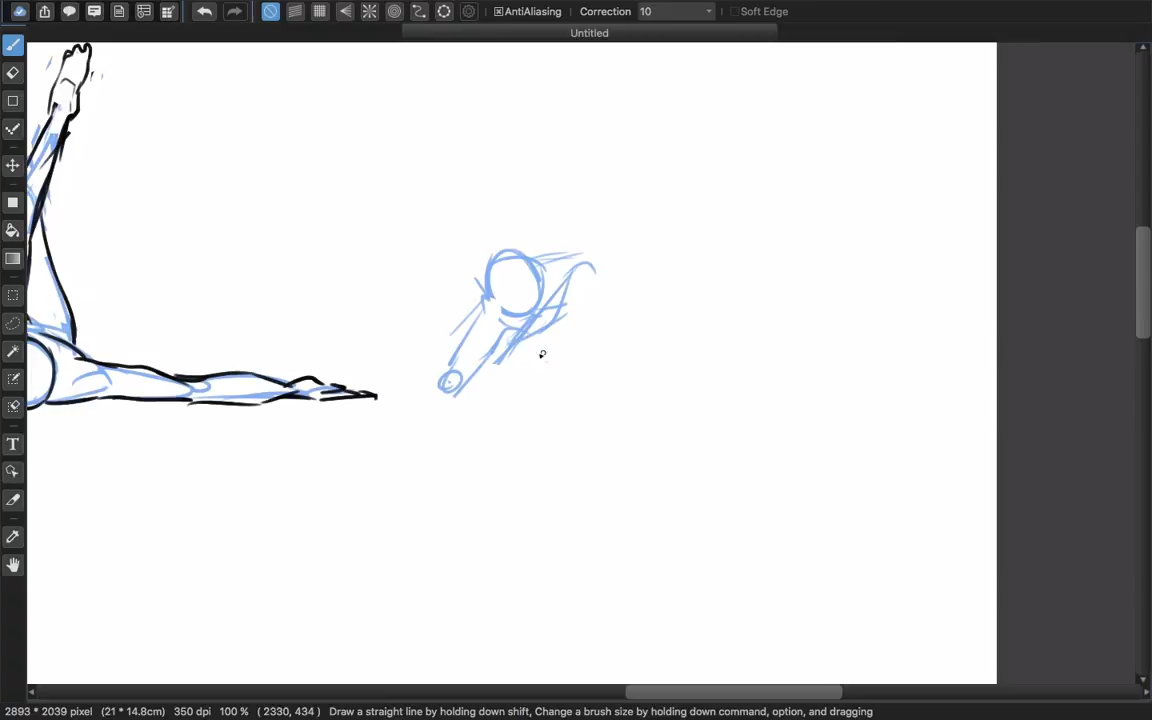 AntiAliasing Correction 10 Soft Edge
Untitled
T
2893 * 2039 pixel (21 * 14.8cm) 350 dpi 100 % ( 2330, 434 ) Draw a straight line by holding down shift, Change a brush size by holding down command, option, and dragging